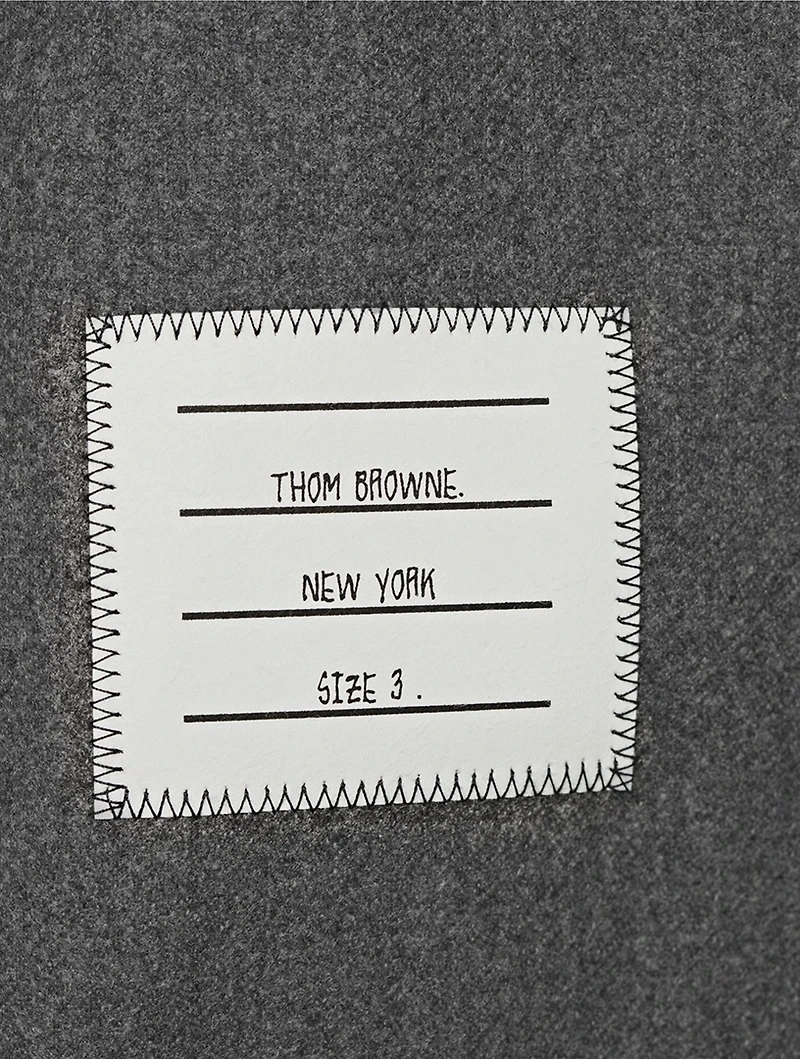 THOM BROWNE.
NEW YORK
SIZE 3 .